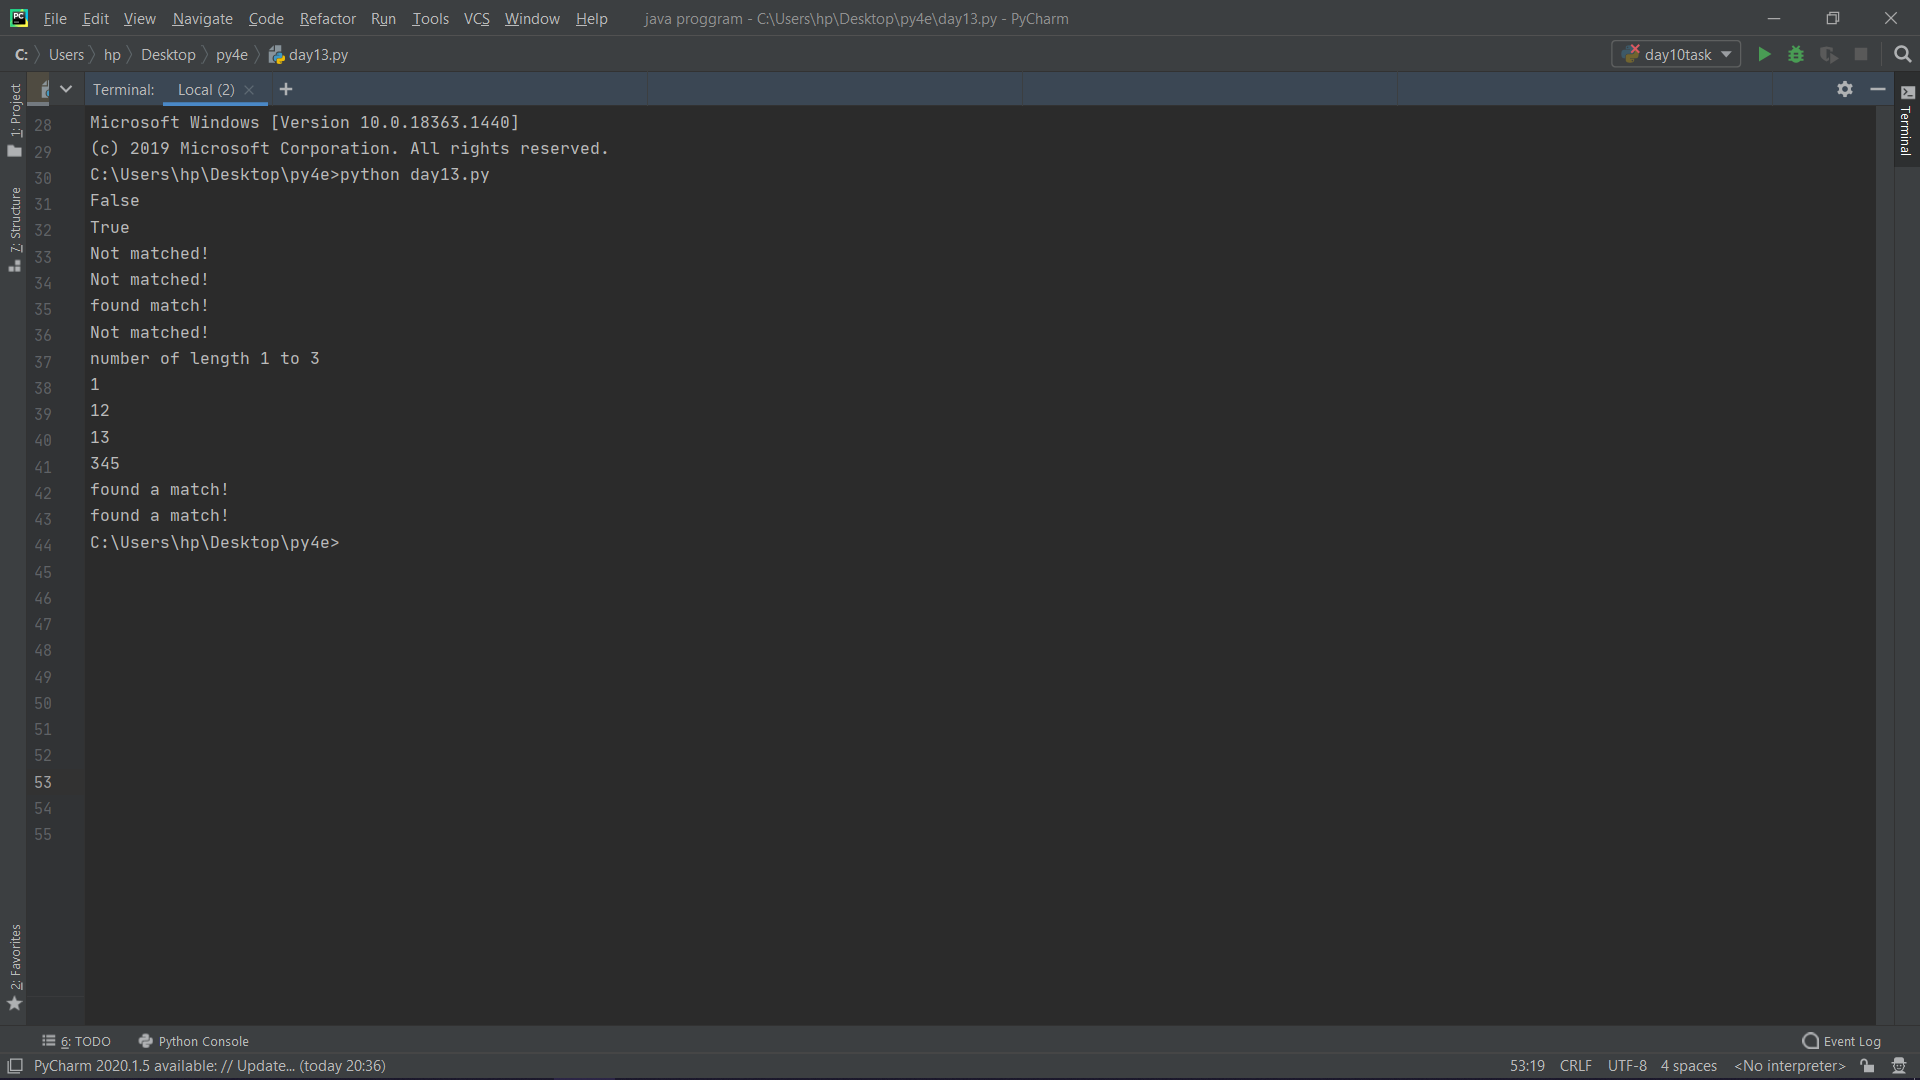 File Edit View Navigate Code Refactor Run Tools VCS Window Help java proggram - C:\Users\hp\Desktop\py4e\day13.py - PyCharm
C: Users hp Desktop py4e day13.py day10task
Terminal: Local (2)
1: Project
7: Structure
2: Favorites
Terminal
28 Microsoft Windows [Version 10.0.18363.1440]
29 (c) 2019 Microsoft Corporation. All rights reserved.
30 C:\Users\hp\Desktop\py4e>python day13.py
31 False
32 True
33 Not matched!
34 Not matched!
35 found match!
36 Not matched!
37 number of length 1 to 3
38 1
39 12
40 13
41 345
42 found a match!
43 found a match!
44 C:\Users\hp\Desktop\py4e>
45
46
47
48
49
50
51
52
53
54
55
6: TODO Python Console Event Log
PyCharm 2020.1.5 available: // Update... (today 20:36) 53:19 CRLF UTF-8 4 spaces <No interpreter>